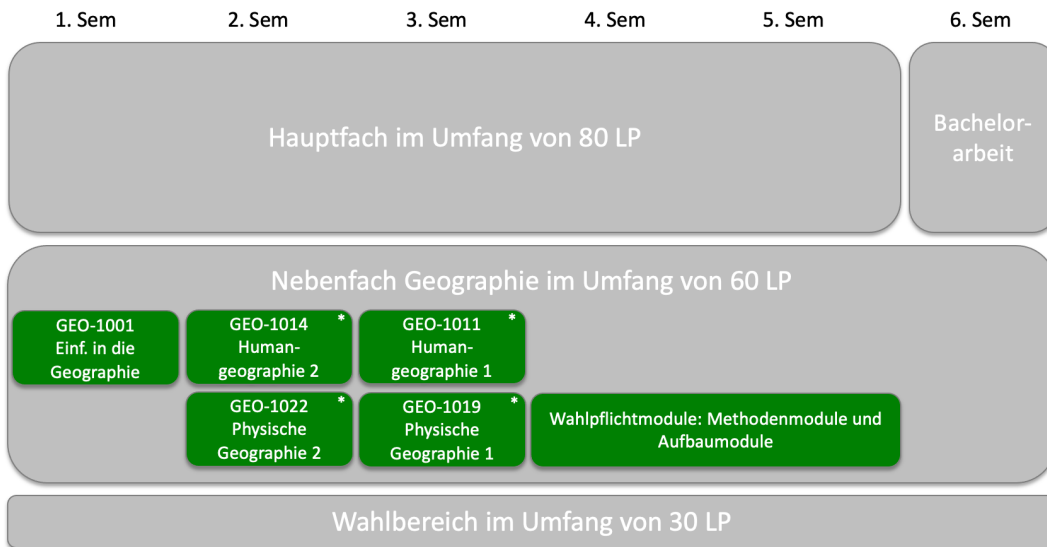 1. Sem 2. Sem 3. Sem 4. Sem 5. Sem 6. Sem
Hauptfach im Umfang von 80 LP
Bachelor-
arbeit
Nebenfach Geographie im Umfang von 60 LP
GEO-1001
Einf. in die
Geographie
GEO-1014 *
Human-
geographie 2
GEO-1011 *
Human-
geographie 1
GEO-1022 *
Physische
Geographie 2
GEO-1019 *
Physische
Geographie 1
Wahlpflichtmodule: Methodenmodule und
Aufbaumodule
Wahlbereich im Umfang von 30 LP